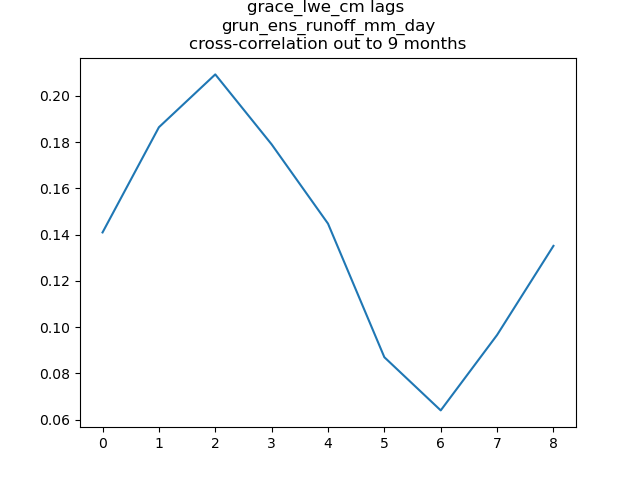 grace_lwe_cm lags
grun_ens_runoff_mm_day
cross-correlation out to 9 months
0.20
0.18
0.16
0.14
0.12
0.10
0.08
0.06
0 1 2 3 4 5 6 7 8